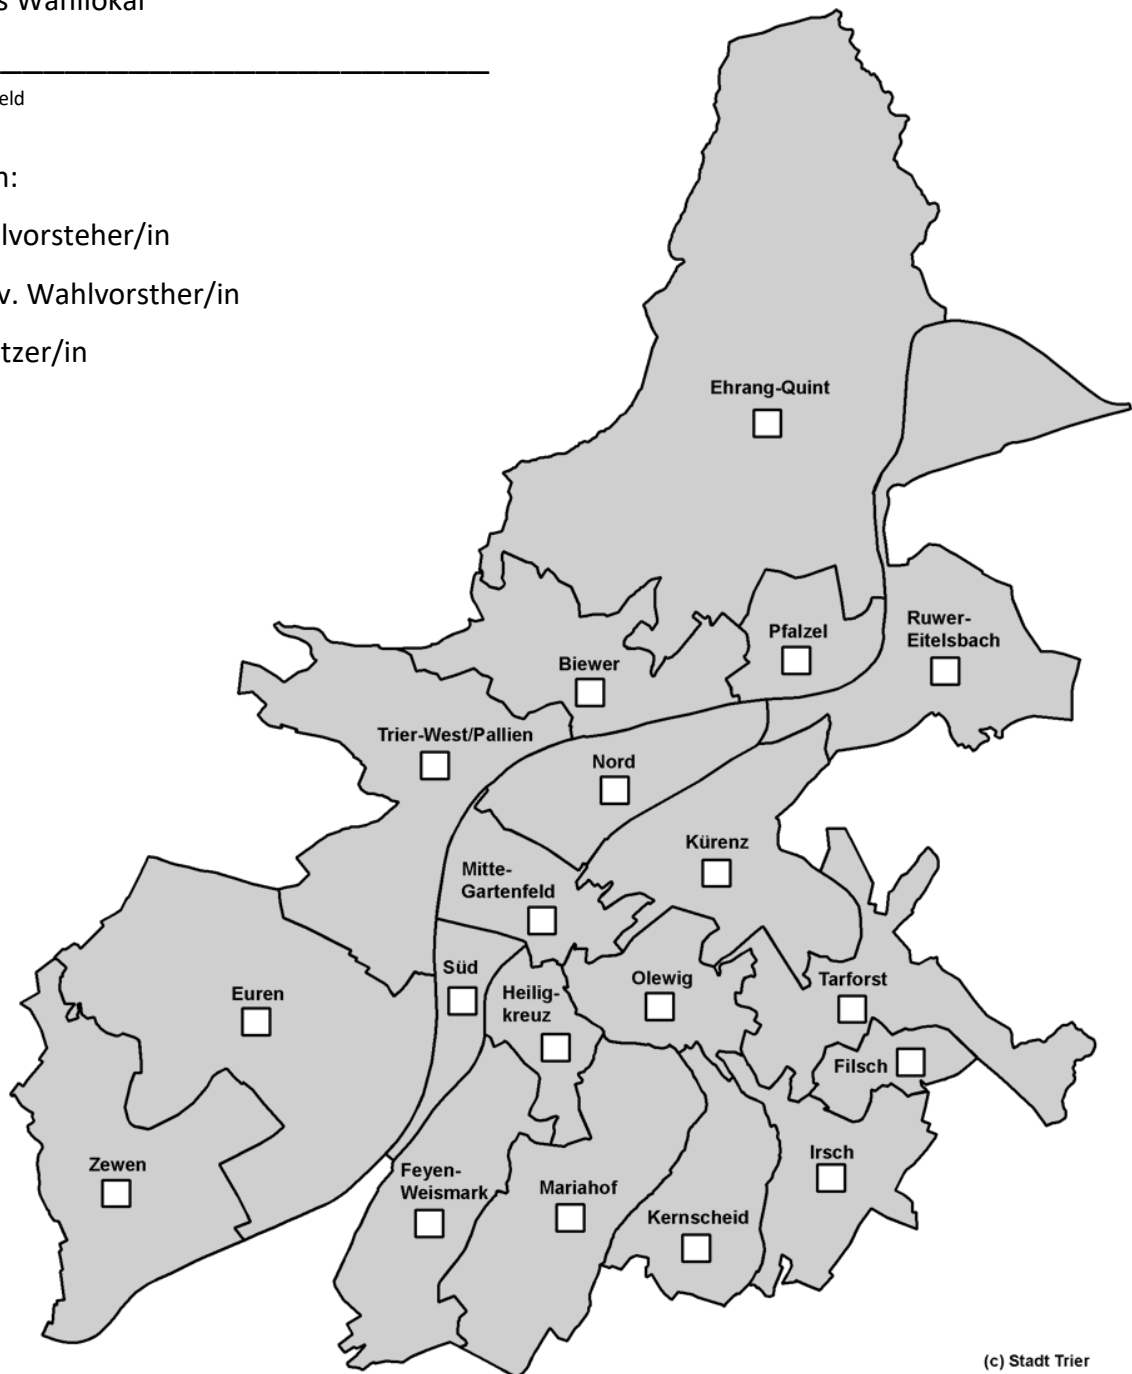 s Wahllokal
eld
n:
lvorsteher/in
v. Wahlvorsther/in
tzer/in
Ehrang-Quint
Pfalzel
Ruwer-
Eitelsbach
Biewer
Trier-West/Pallien
Nord
Kürenz
Mitte-
Gartenfeld
Süd
Heilig-
kreuz
Olewig
Tarforst
Euren
Filsch
Irsch
Zewen
Feyen-
Weismark
Mariahof
Kernscheid
(c) Stadt Trier